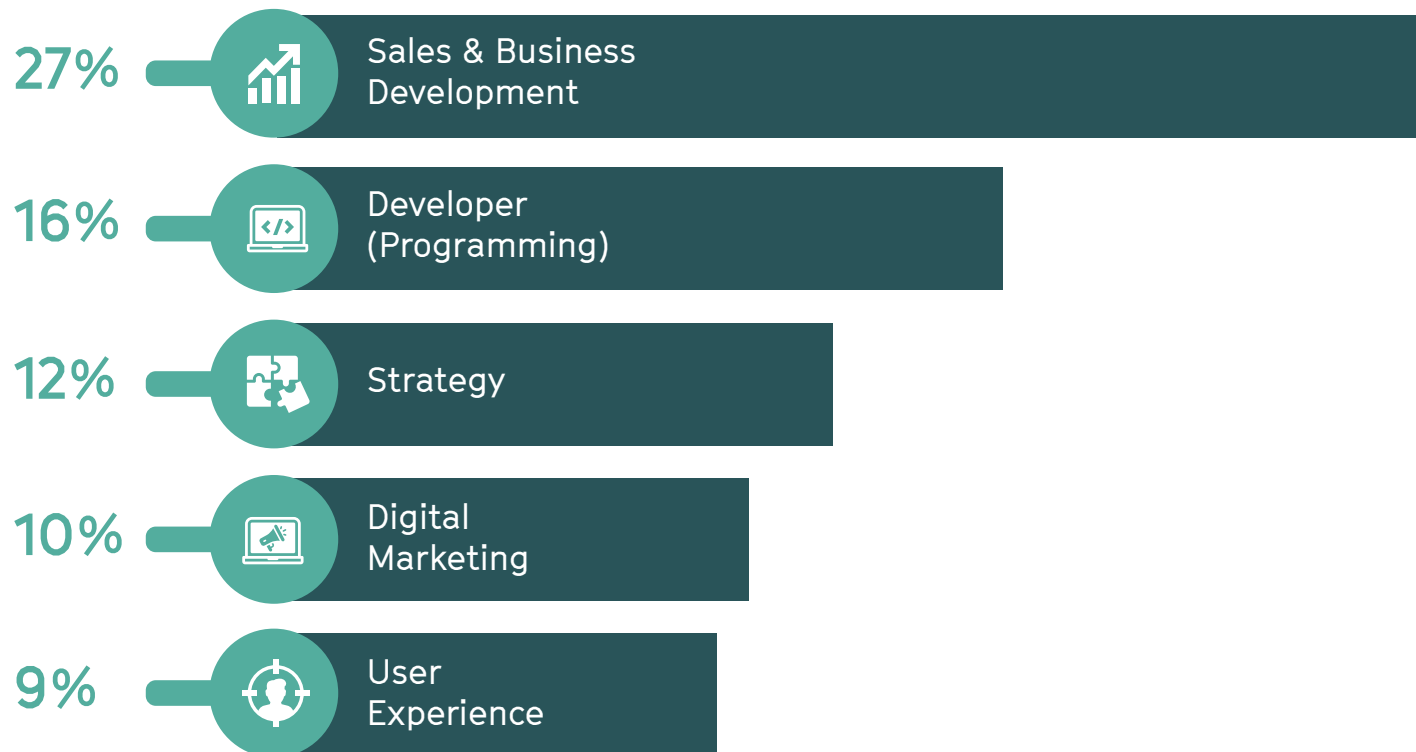 27%
Sales & Business
Development
16%
Developer
(Programming)
12%
Strategy
10%
Digital
Marketing
9%
User
Experience